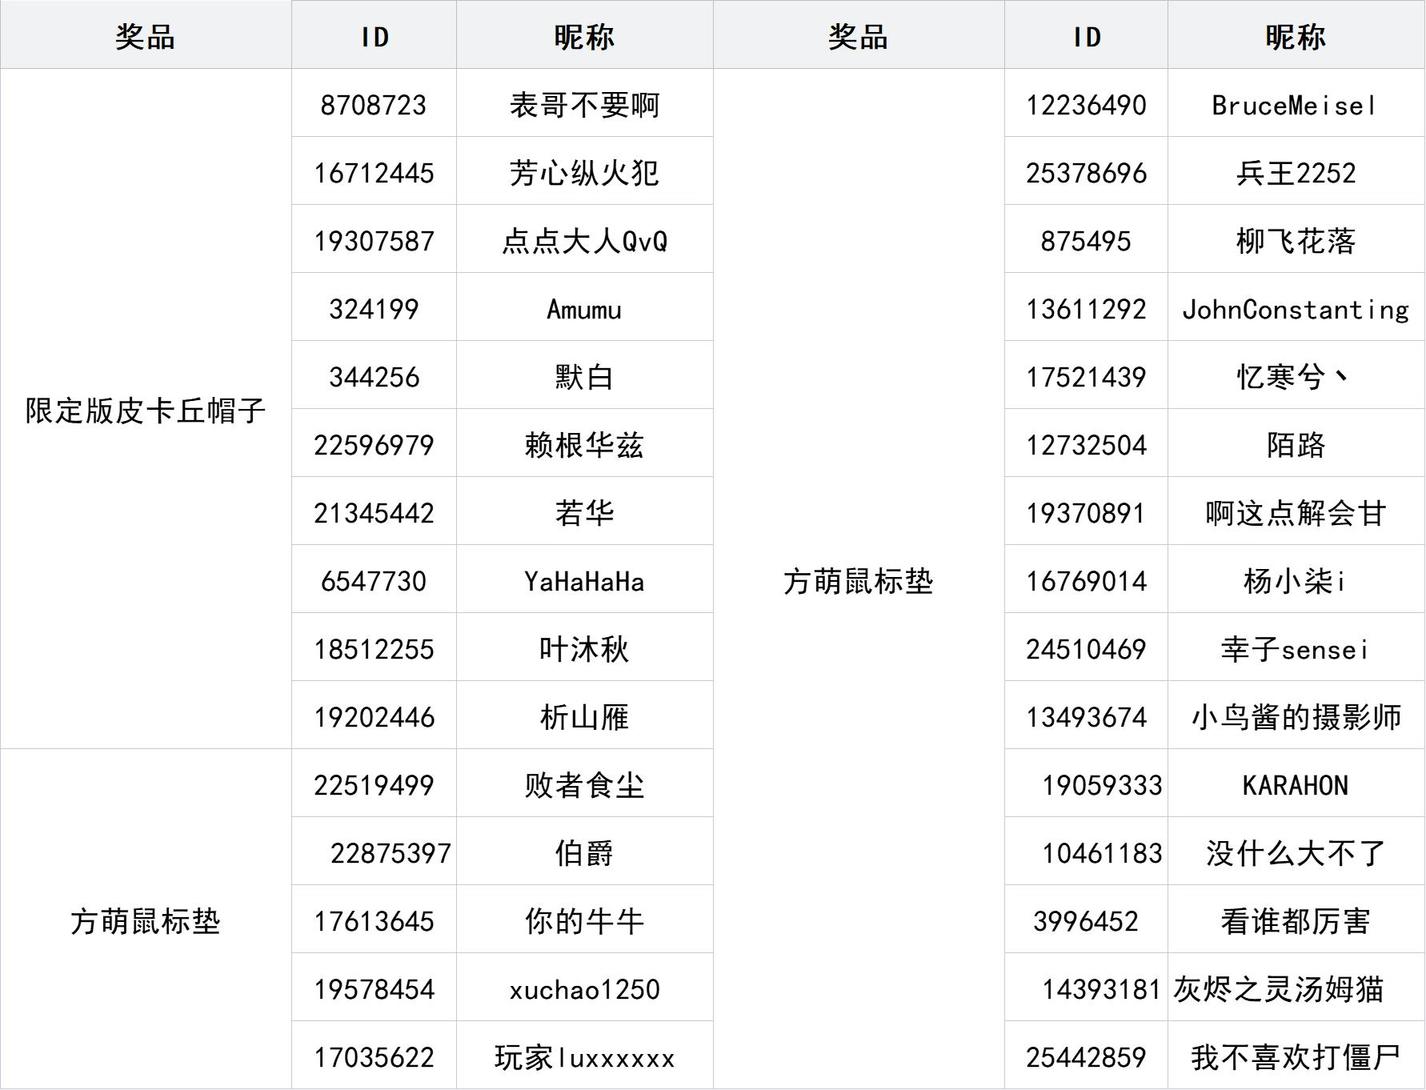 奖品 ID 昵称 奖品 ID 昵称
8708723 表哥不要啊 12236490 BruceMeisel
16712445 芳心纵火犯 25378696 兵王2252
19307587 点点大人QvQ 875495 柳飞花落
324199 Amumu 13611292 JohnConstanting
344256 默白 17521439 忆寒兮丶
限定版皮卡丘帽子
22596979 赖根华兹 12732504 陌路
21345442 若华 19370891 啊这点解会甘
6547730 YaHaHaHa 方萌鼠标垫 16769014 杨小柒i
18512255 叶沐秋 24510469 幸子sensei
19202446 析山雁 13493674 小鸟酱的摄影师
22519499 败者食尘 19059333 KARAHON
22875397 伯爵 10461183 没什么大不了
方萌鼠标垫 17613645 你的牛牛 3996452 看谁都厉害
19578454 xuchao1250 14393181 灰烬之灵汤姆猫
17035622 玩家luxxxxxx 25442859 我不喜欢打僵尸